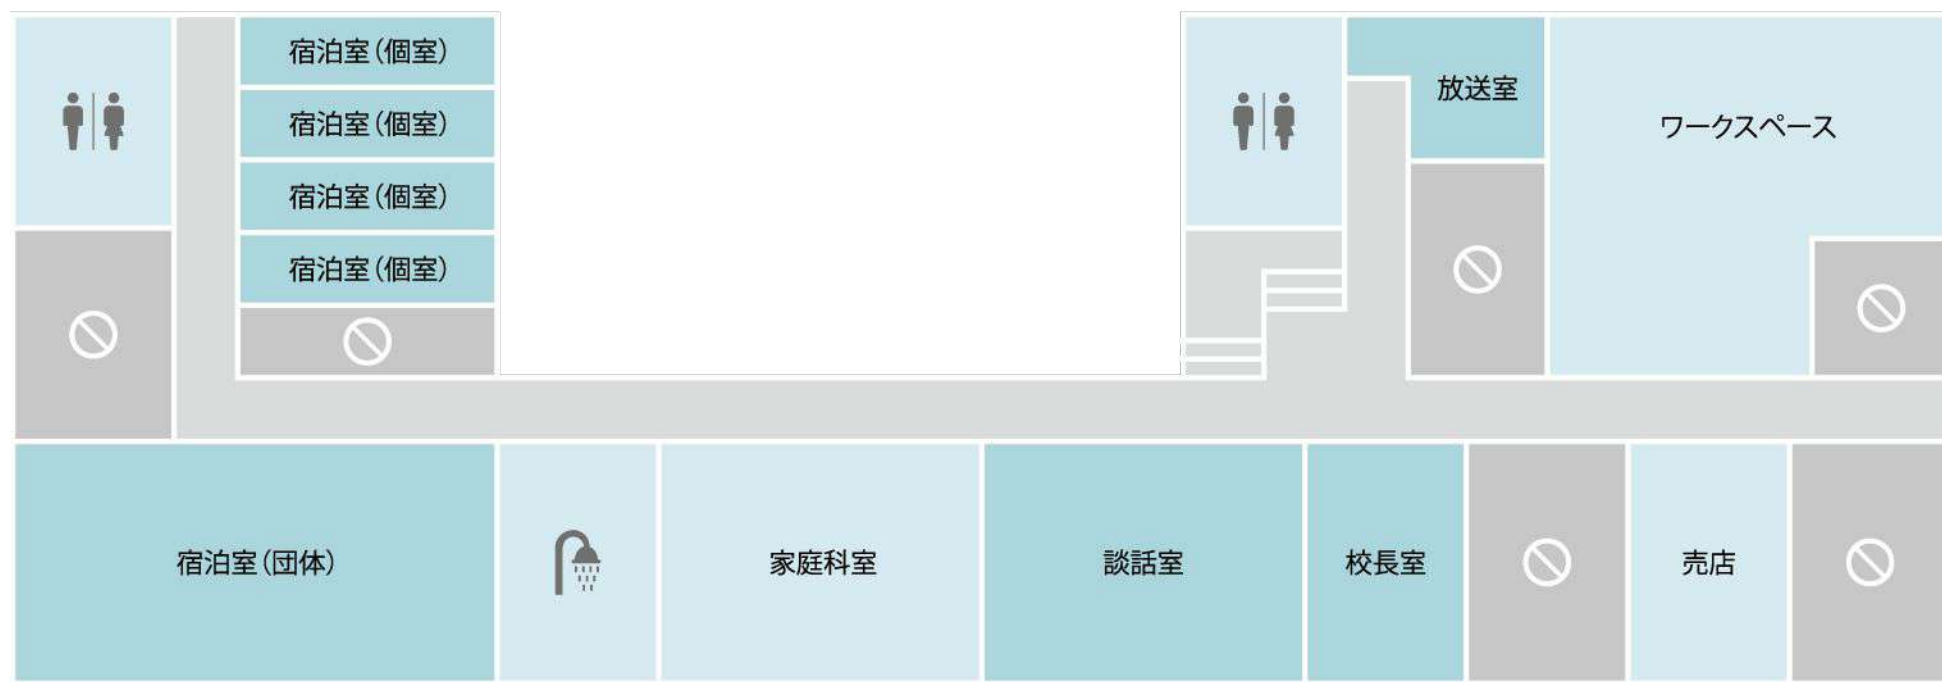 宿泊室(個室)
宿泊室(個室)
宿泊室(個室)
宿泊室(個室)
放送室
ワークスペース
宿泊室(団体)
家庭科室
談話室
校長室
売店